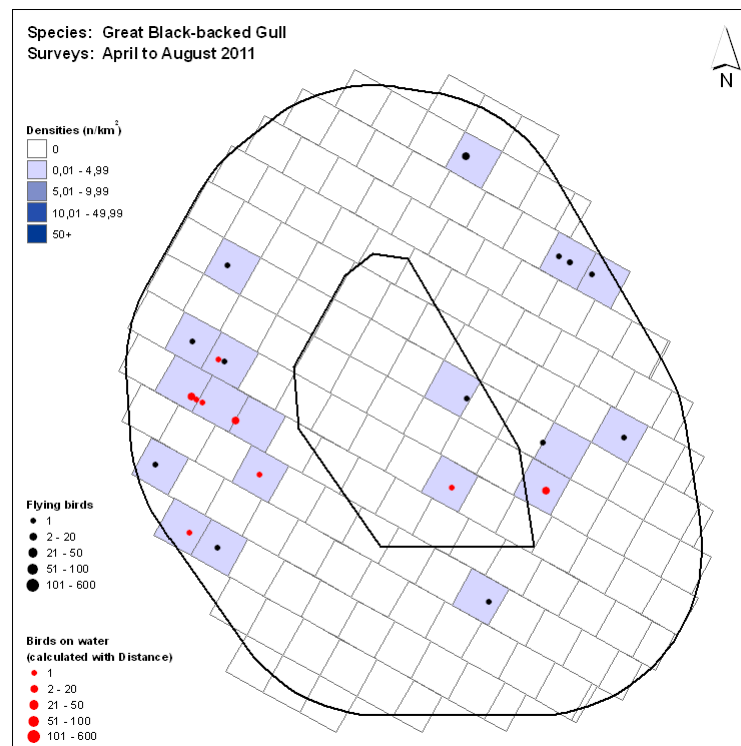 Species: Great Black-backed Gull
Surveys: April to August 2011
N
Densities (n/km²)
0
0,01 - 4,99
5,01 - 9,99
10,01 - 49,99
50+
Flying birds
1
2 - 20
21 - 50
51 - 100
101 - 600
Birds on water
(calculated with Distance)
1
2 - 20
21 - 50
51 - 100
101 - 600